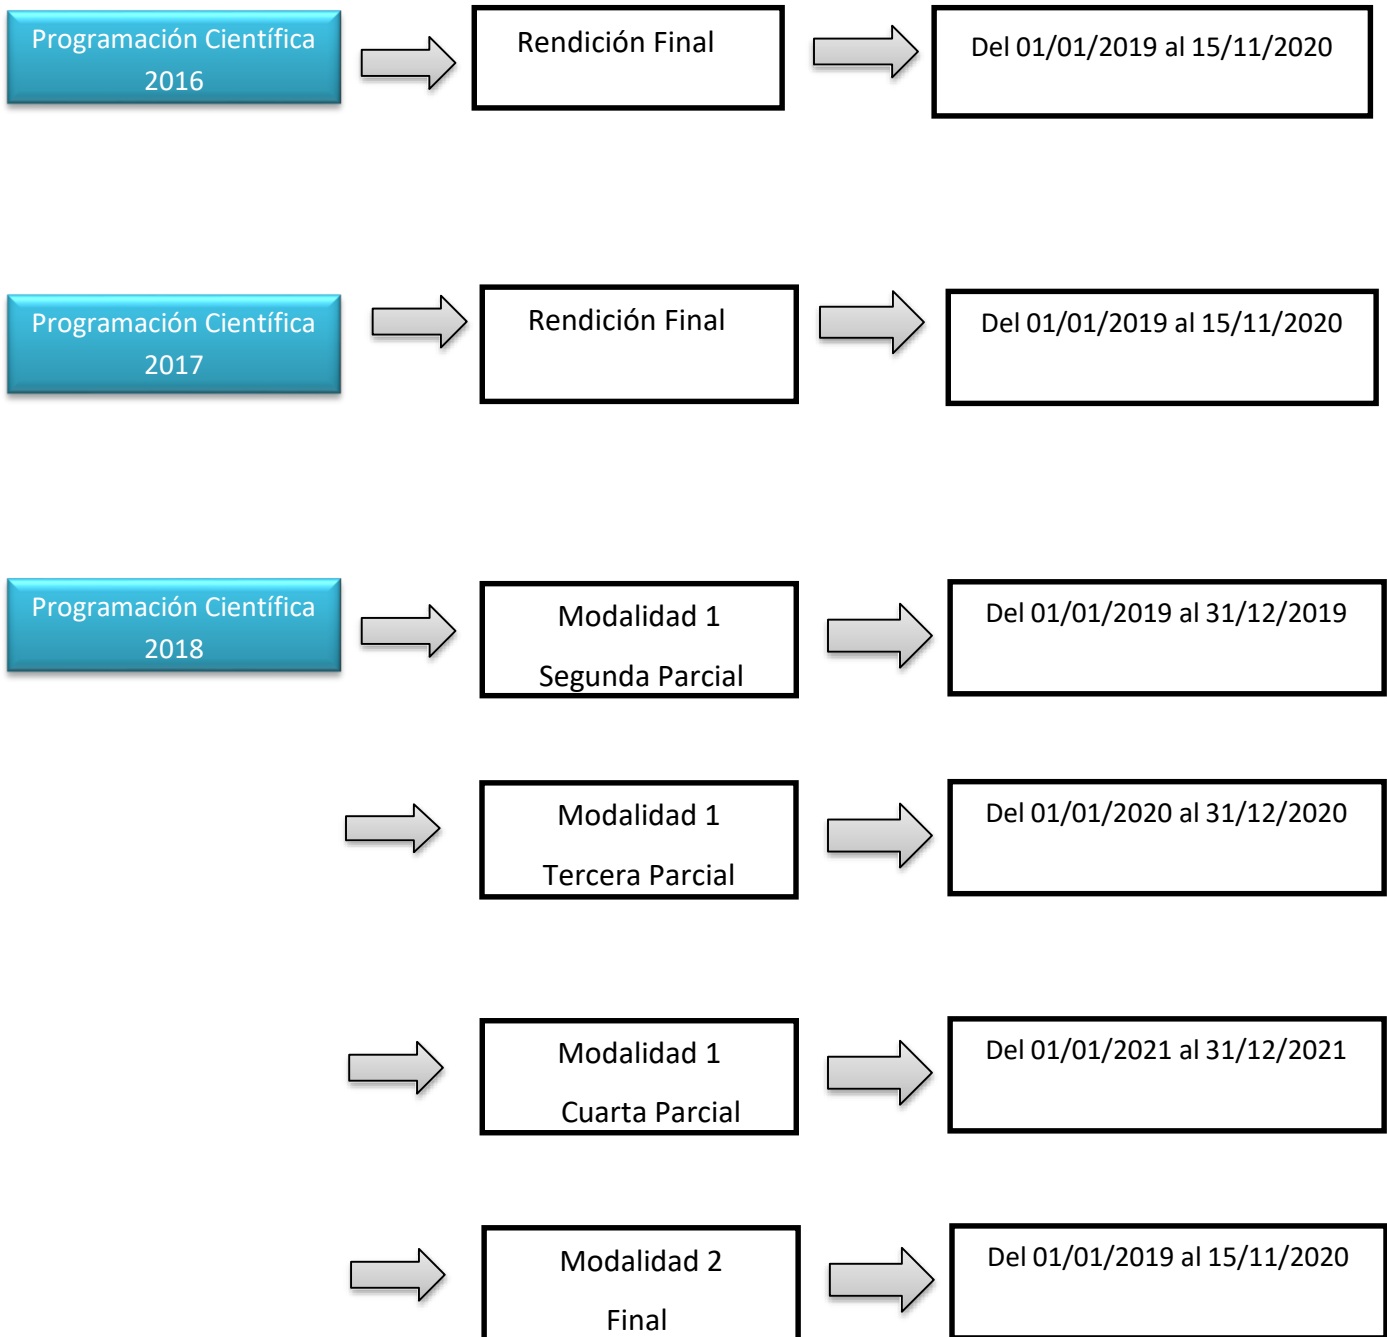 Programación Científica
2016
Rendición Final
Del 01/01/2019 al 15/11/2020
Programación Científica
2017
Rendición Final
Del 01/01/2019 al 15/11/2020
Programación Científica
2018
Modalidad 1
Segunda Parcial
Del 01/01/2019 al 31/12/2019
Modalidad 1
Tercera Parcial
Del 01/01/2020 al 31/12/2020
Modalidad 1
Cuarta Parcial
Del 01/01/2021 al 31/12/2021
Modalidad 2
Final
Del 01/01/2019 al 15/11/2020